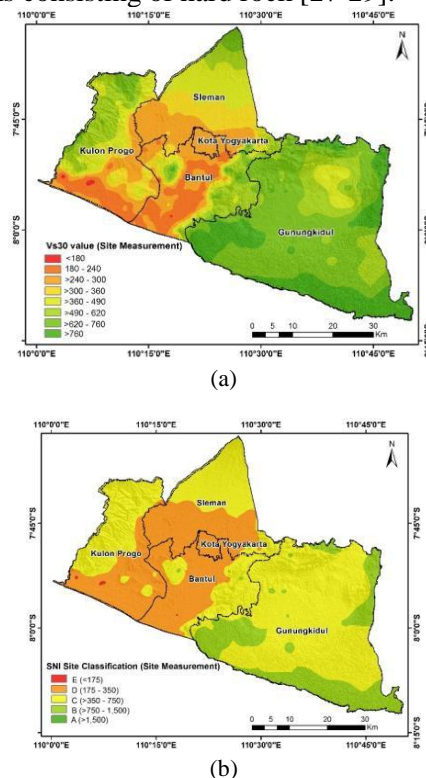 s consisting of hard rock [27-29].
110°0'0"E 110°15'0"E 110°30'0"E 110°45'0"E
N
7°45'0"S
Sleman
Kulon Progo
Kota Yogyakarta
Bantul
8°0'0"S
Gunungkidul
Vs30 value (Site Measurement)
<180
180 - 240
>240 - 300
>300 - 360
>360 - 490
>490 - 620
>620 - 760
>760
0 5 10 20 30
Km
110°0'0"E 110°15'0"E 110°30'0"E 110°45'0"E
(a)
110°0'0"E 110°15'0"E 110°30'0"E 110°45'0"E
N
7°45'0"S
7°45'0"S
Sleman
Kulon Progo
Kota Yogyakarta
Bantul
8°0'0"S
8°0'0"S
Gunungkidul
SNI Site Classification (Site Measurement)
E (<175)
D (175 - 350)
C (>350 - 750)
B (>750 - 1,500)
A (>1,500)
0 5 10 20 30
Km
8°15'0"S
110°0'0"E 110°15'0"E 110°30'0"E 110°45'0"E
(b)